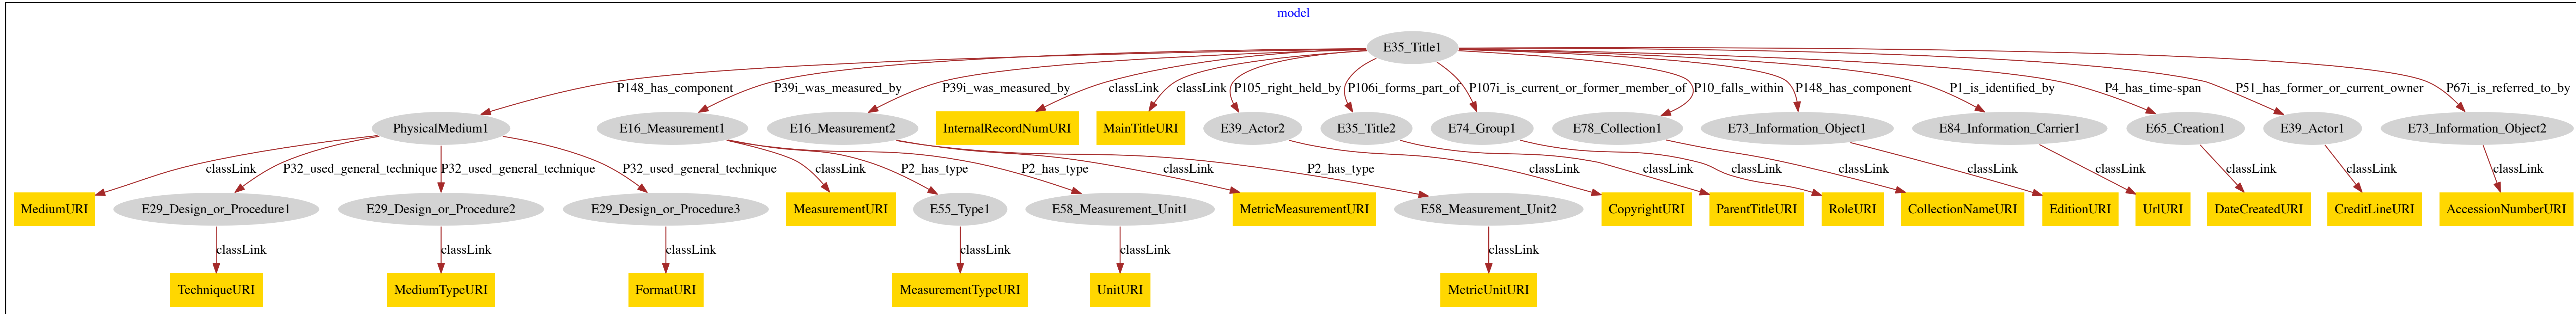 model
E35_Title1
P148_has_component
P39i_was_measured_by
P39i_was_measured_by
classLink
classLink
P105_right_held_by
P106i_forms_part_of
P107i_is_current_or_former_member_of
P10_falls_within
P148_has_component
P1_is_identified_by
P4_has_time-span
P51_has_former_or_current_owner
P67i_is_referred_to_by
PhysicalMedium1
E16_Measurement1
E16_Measurement2
InternalRecordNumURI
MainTitleURI
E39_Actor2
E35_Title2
E74_Group1
E78_Collection1
E73_Information_Object1
E84_Information_Carrier1
E65_Creation1
E39_Actor1
E73_Information_Object2
classLink
P32_used_general_technique
P32_used_general_technique
P32_used_general_technique
classLink
P2_has_type
P2_has_type
classLink
P2_has_type
classLink
classLink
classLink
classLink
classLink
classLink
classLink
classLink
classLink
MediumURI
E29_Design_or_Procedure1
E29_Design_or_Procedure2
E29_Design_or_Procedure3
MeasurementURI
E55_Type1
E58_Measurement_Unit1
MetricMeasurementURI
E58_Measurement_Unit2
CopyrightURI
ParentTitleURI
RoleURI
CollectionNameURI
EditionURI
UrlURI
DateCreatedURI
CreditLineURI
AccessionNumberURI
classLink
classLink
classLink
classLink
classLink
classLink
TechniqueURI
MediumTypeURI
FormatURI
MeasurementTypeURI
UnitURI
MetricUnitURI